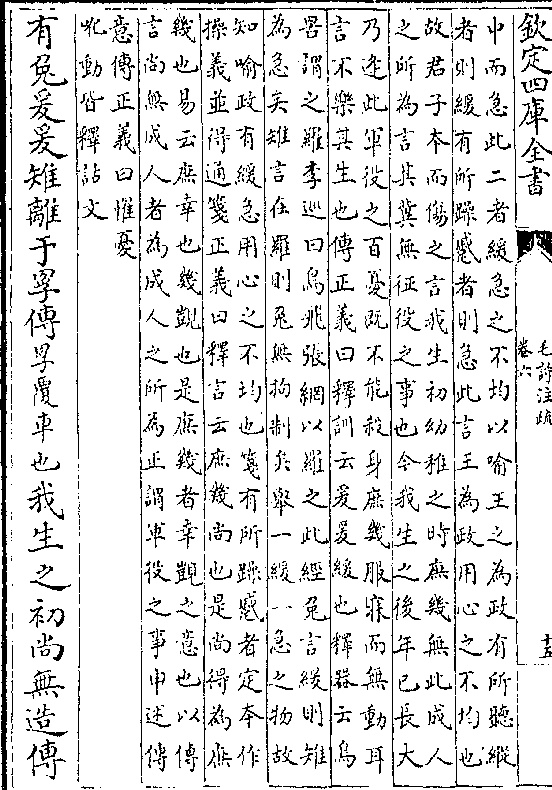 欽定四庫全書
毛詩注疏
卷六
十五
中而急此二者緩急之不均以喻王之為政有所聽縱
者則緩有所躁慼者則急此言王為政用心之不均也
故君子本而傷之言我生初幼稚之時庶幾無此成人
之所為言其冀無征役之事也今我生之後年已長大
乃逢此軍役之百憂既不能殺身庶幾服寐而無動耳
言不樂其生也傳正義曰釋訓云爰爰緩也釋器云鳥
罟謂之羅李巡曰鳥飛張網以羅之此經兔言緩則雉
為急矣雉言在羅則兔無拘制矣舉一緩一急之物故
知喻政有緩急用心之不均也箋有所躁慼者定本作
操義並得通箋正義曰釋言云庶幾尚也是尚得為庶
幾也易云庶幸也幾覬也是庶幾者幸覬之意也以傳
言尚無成人者為成人之所為正謂軍役之事申述傳
意傳正義曰惟憂
吪動皆釋詁文
有兔爰爰雉離于罦傳罦覆車也我生之初尚無造傳